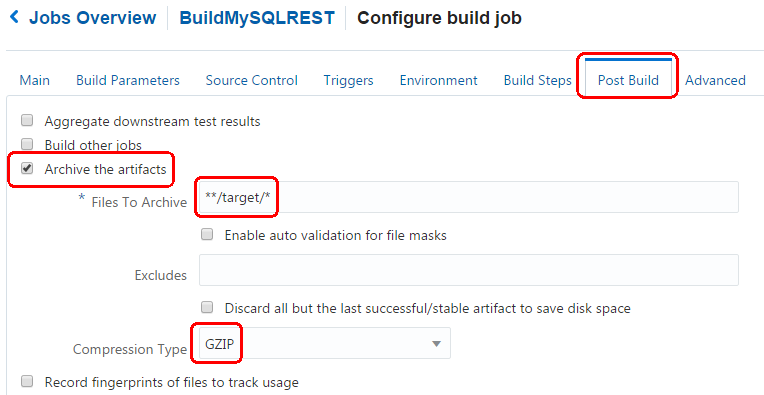 Jobs Overview BuildMySQLREST Configure build job
Main Build Parameters Source Control Triggers Environment Build Steps Post Build Advanced
Aggregate downstream test results
Build other jobs
Archive the artifacts
* Files To Archive **/target/*
Enable auto validation for file masks
Excludes
Discard all but the last successful/stable artifact to save disk space
Compression Type GZIP
Record fingerprints of files to track usage